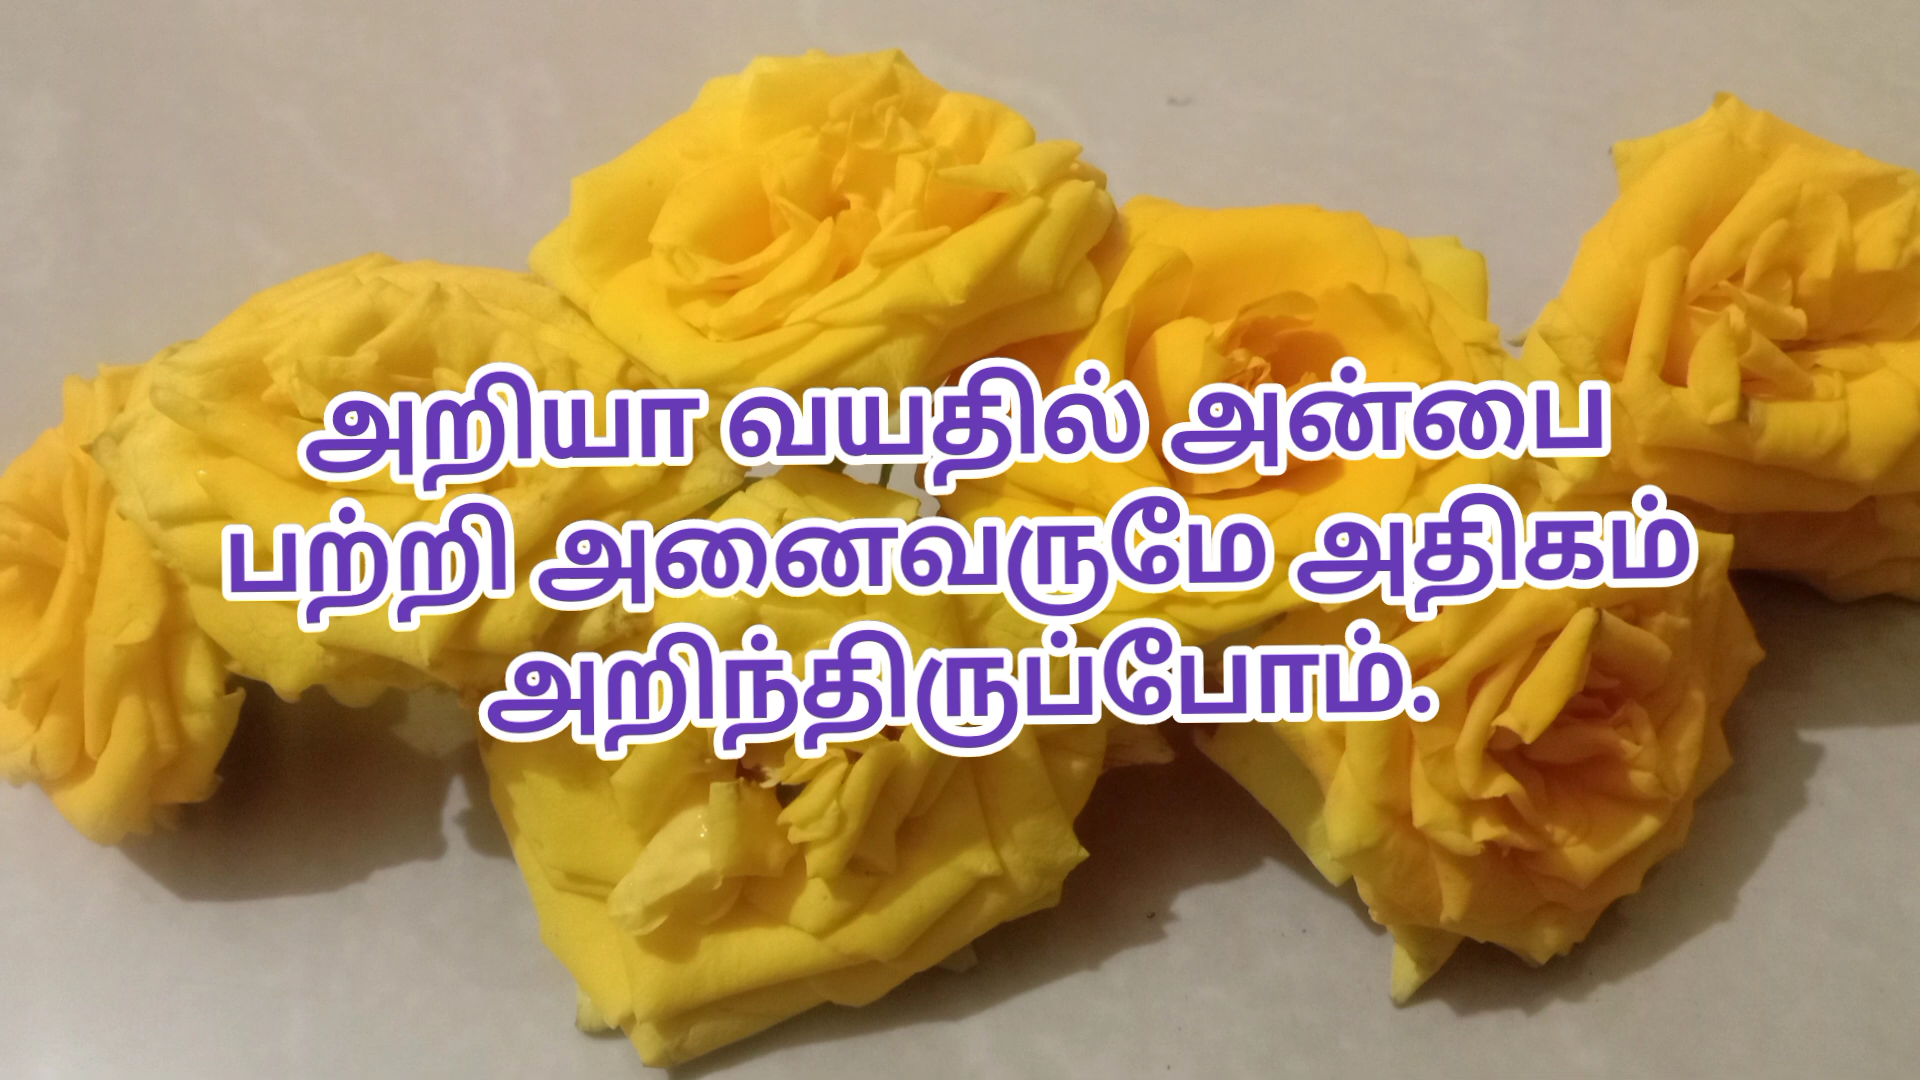 அறியா வயதில் அன்பை
பற்றி அனைவருமே அதிகம்
அறிந்திருப்போம்.